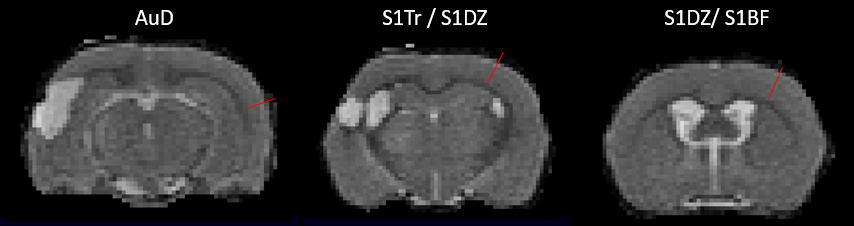 AuD
S1Tr / S1DZ
S1DZ/ S1BF